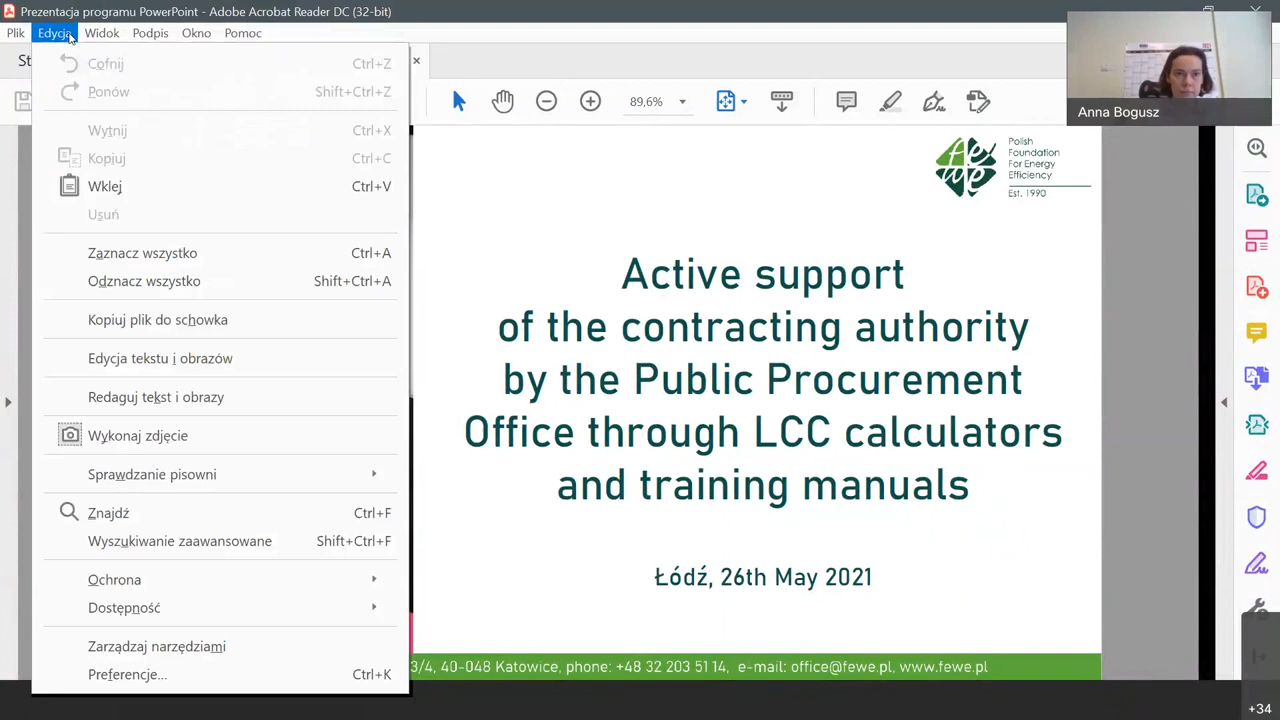 Prezentacja programu PowerPoint - Adobe Acrobat Reader DC (32-bit)
Plik Edycja Widok Podpis Okno Pomoc
St
Cofnij Ctrl+Z
Ponów Shift+Ctrl+Z
Wytnij Ctrl+X
Kopiuj Ctrl+C
Wklej Ctrl+V
Usuń
Zaznacz wszystko Ctrl+A
Odznacz wszystko Shift+Ctrl+A
Kopiuj plik do schowka
Edycja tekstu i obrazów
Redaguj tekst i obrazy
Wykonaj zdjęcie
Sprawdzanie pisowni
Znajdź Ctrl+F
Wyszukiwanie zaawansowane Shift+Ctrl+F
Ochrona
Dostępność
Zarządzaj narzędziami
Preferencje... Ctrl+K
89,6%
Anna Bogusz
Polish
Foundation
For Energy
Efficiency
Est. 1990
Active support
of the contracting authority
by the Public Procurement
Office through LCC calculators
and training manuals
Łódź, 26th May 2021
3/4, 40-048 Katowice, phone: +48 32 203 51 14, e-mail: office@fewe.pl, www.fewe.pl
+34